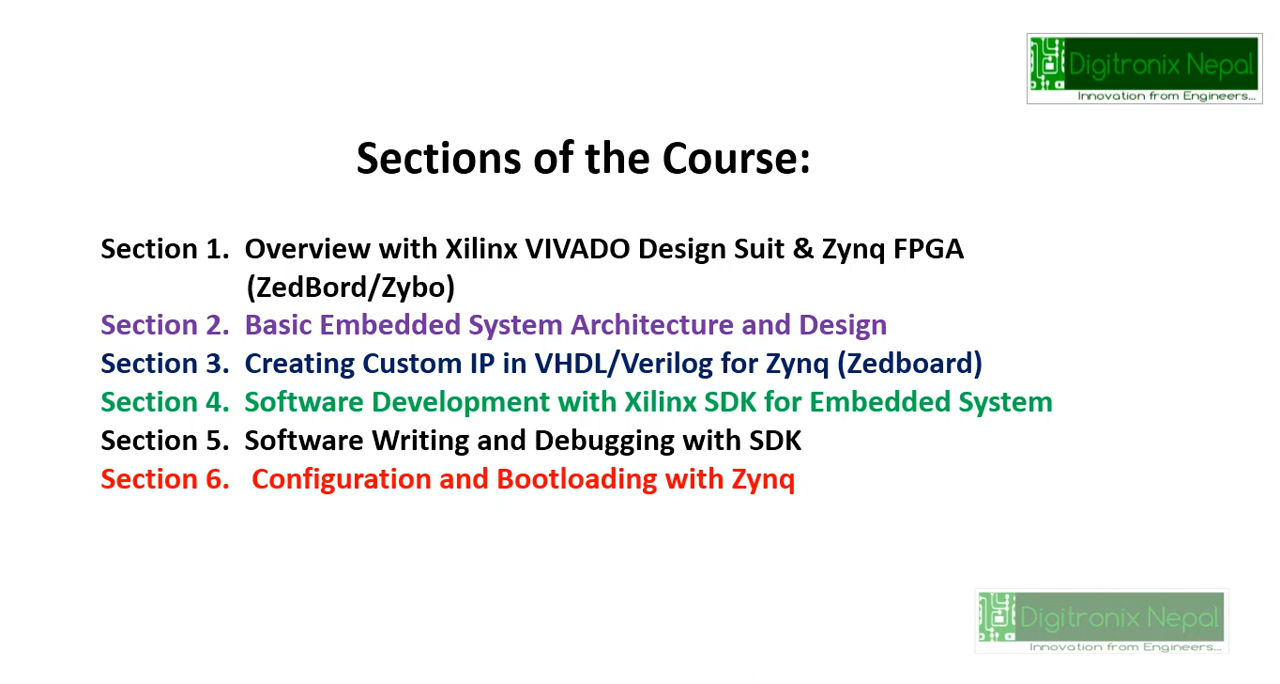 Digitronix Nepal
Innovation from Engineers...
Sections of the Course:
Section 1. Overview with Xilinx VIVADO Design Suit & Zynq FPGA
(ZedBord/Zybo)
Section 2. Basic Embedded System Architecture and Design
Section 3. Creating Custom IP in VHDL/Verilog for Zynq (Zedboard)
Section 4. Software Development with Xilinx SDK for Embedded System
Section 5. Software Writing and Debugging with SDK
Section 6. Configuration and Bootloading with Zynq
Digitronix Nepal
Innovation from Engineers...